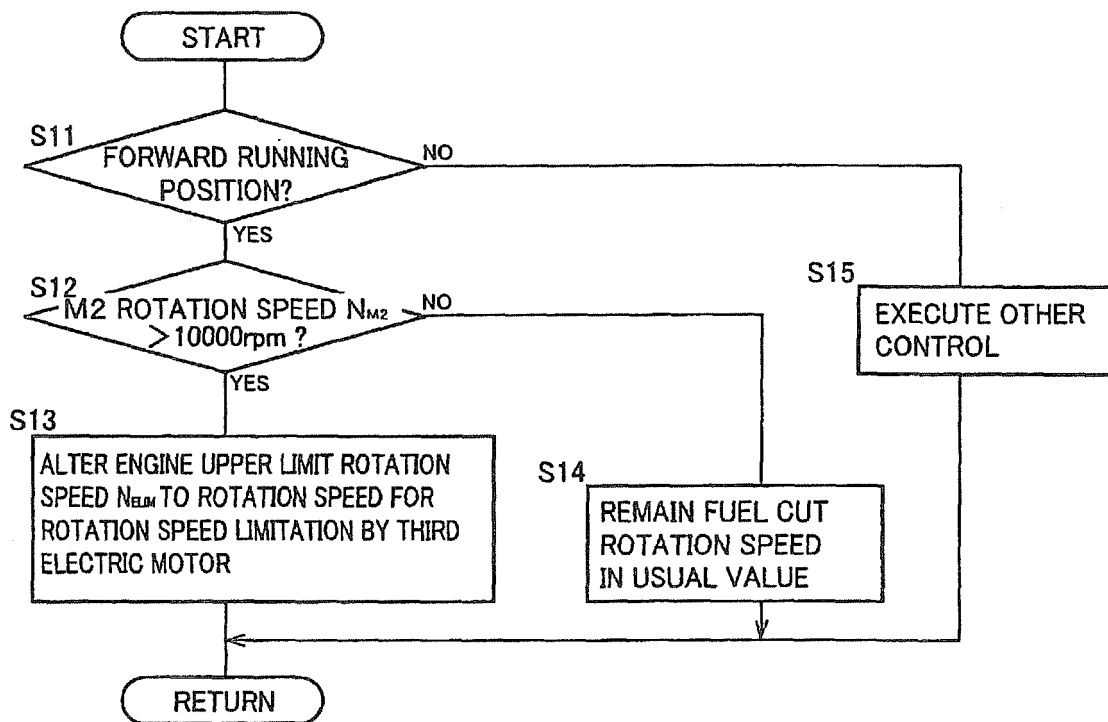 START
S11
FORWARD RUNNING
POSITION?
NO
YES
S12
M2 ROTATION SPEED NM2
>10000rpm ?
NO
YES
S15
EXECUTE OTHER
CONTROL
S13
ALTER ENGINE UPPER LIMIT ROTATION
SPEED NELIM TO ROTATION SPEED FOR
ROTATION SPEED LIMITATION BY THIRD
ELECTRIC MOTOR
S14
REMAIN FUEL CUT
ROTATION SPEED
IN USUAL VALUE
RETURN